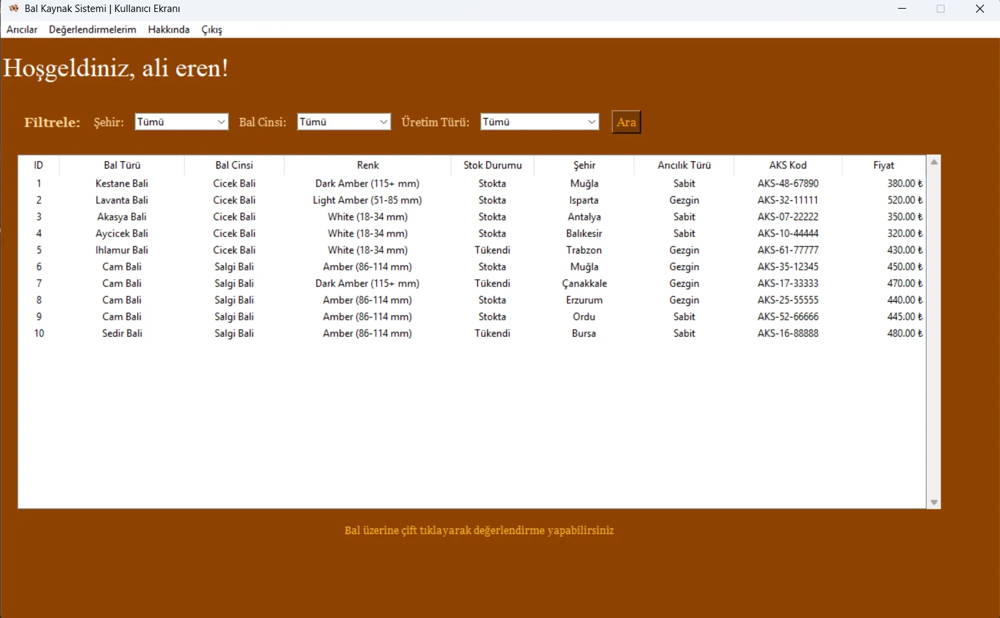 Bal Kaynak Sistemi | Kullanıcı Ekranı
Arıcılar Değerlendirmelerim Hakkında Çıkış
Hoşgeldiniz, ali eren!
Filtrele: Şehir: Tümü Bal Cinsi: Tümü Üretim Türü: Tümü Ara
ID Bal Türü Bal Cinsi Renk Stok Durumu Şehir Arıcılık Türü AKS Kod Fiyat
1 Kestane Bali Cicek Bali Dark Amber (115+ mm) Stokta Muğla Sabit AKS-48-67890 380.00 ₺
2 Lavanta Bali Cicek Bali Light Amber (51-85 mm) Stokta Isparta Gezgin AKS-32-11111 520.00 ₺
3 Akasya Bali Cicek Bali White (18-34 mm) Stokta Antalya Sabit AKS-07-22222 350.00 ₺
4 Aycicek Bali Cicek Bali White (18-34 mm) Stokta Balıkesir Sabit AKS-10-44444 320.00 ₺
5 Ihlamur Bali Cicek Bali White (18-34 mm) Tükendi Trabzon Gezgin AKS-61-77777 430.00 ₺
6 Cam Bali Salgi Bali Amber (86-114 mm) Stokta Muğla Gezgin AKS-35-12345 450.00 ₺
7 Cam Bali Salgi Bali Dark Amber (115+ mm) Tükendi Çanakkale Gezgin AKS-17-33333 470.00 ₺
8 Cam Bali Salgi Bali Amber (86-114 mm) Stokta Erzurum Gezgin AKS-25-55555 440.00 ₺
9 Cam Bali Salgi Bali Amber (86-114 mm) Stokta Ordu Sabit AKS-52-66666 445.00 ₺
10 Sedir Bali Salgi Bali Amber (86-114 mm) Tükendi Bursa Sabit AKS-16-88888 480.00 ₺
Bal üzerine çift tıklayarak değerlendirme yapabilirsiniz